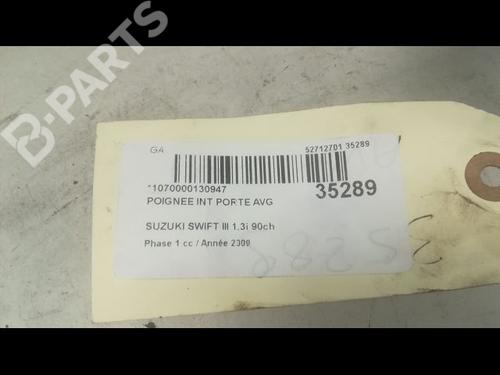 B-PARTS
G4
52712701 35289
*1070000130947
35289
POIGNEE INT PORTE AVG
SUZUKI SWIFT III 1.3i 90ch
Phase 1 cc / Année 2009